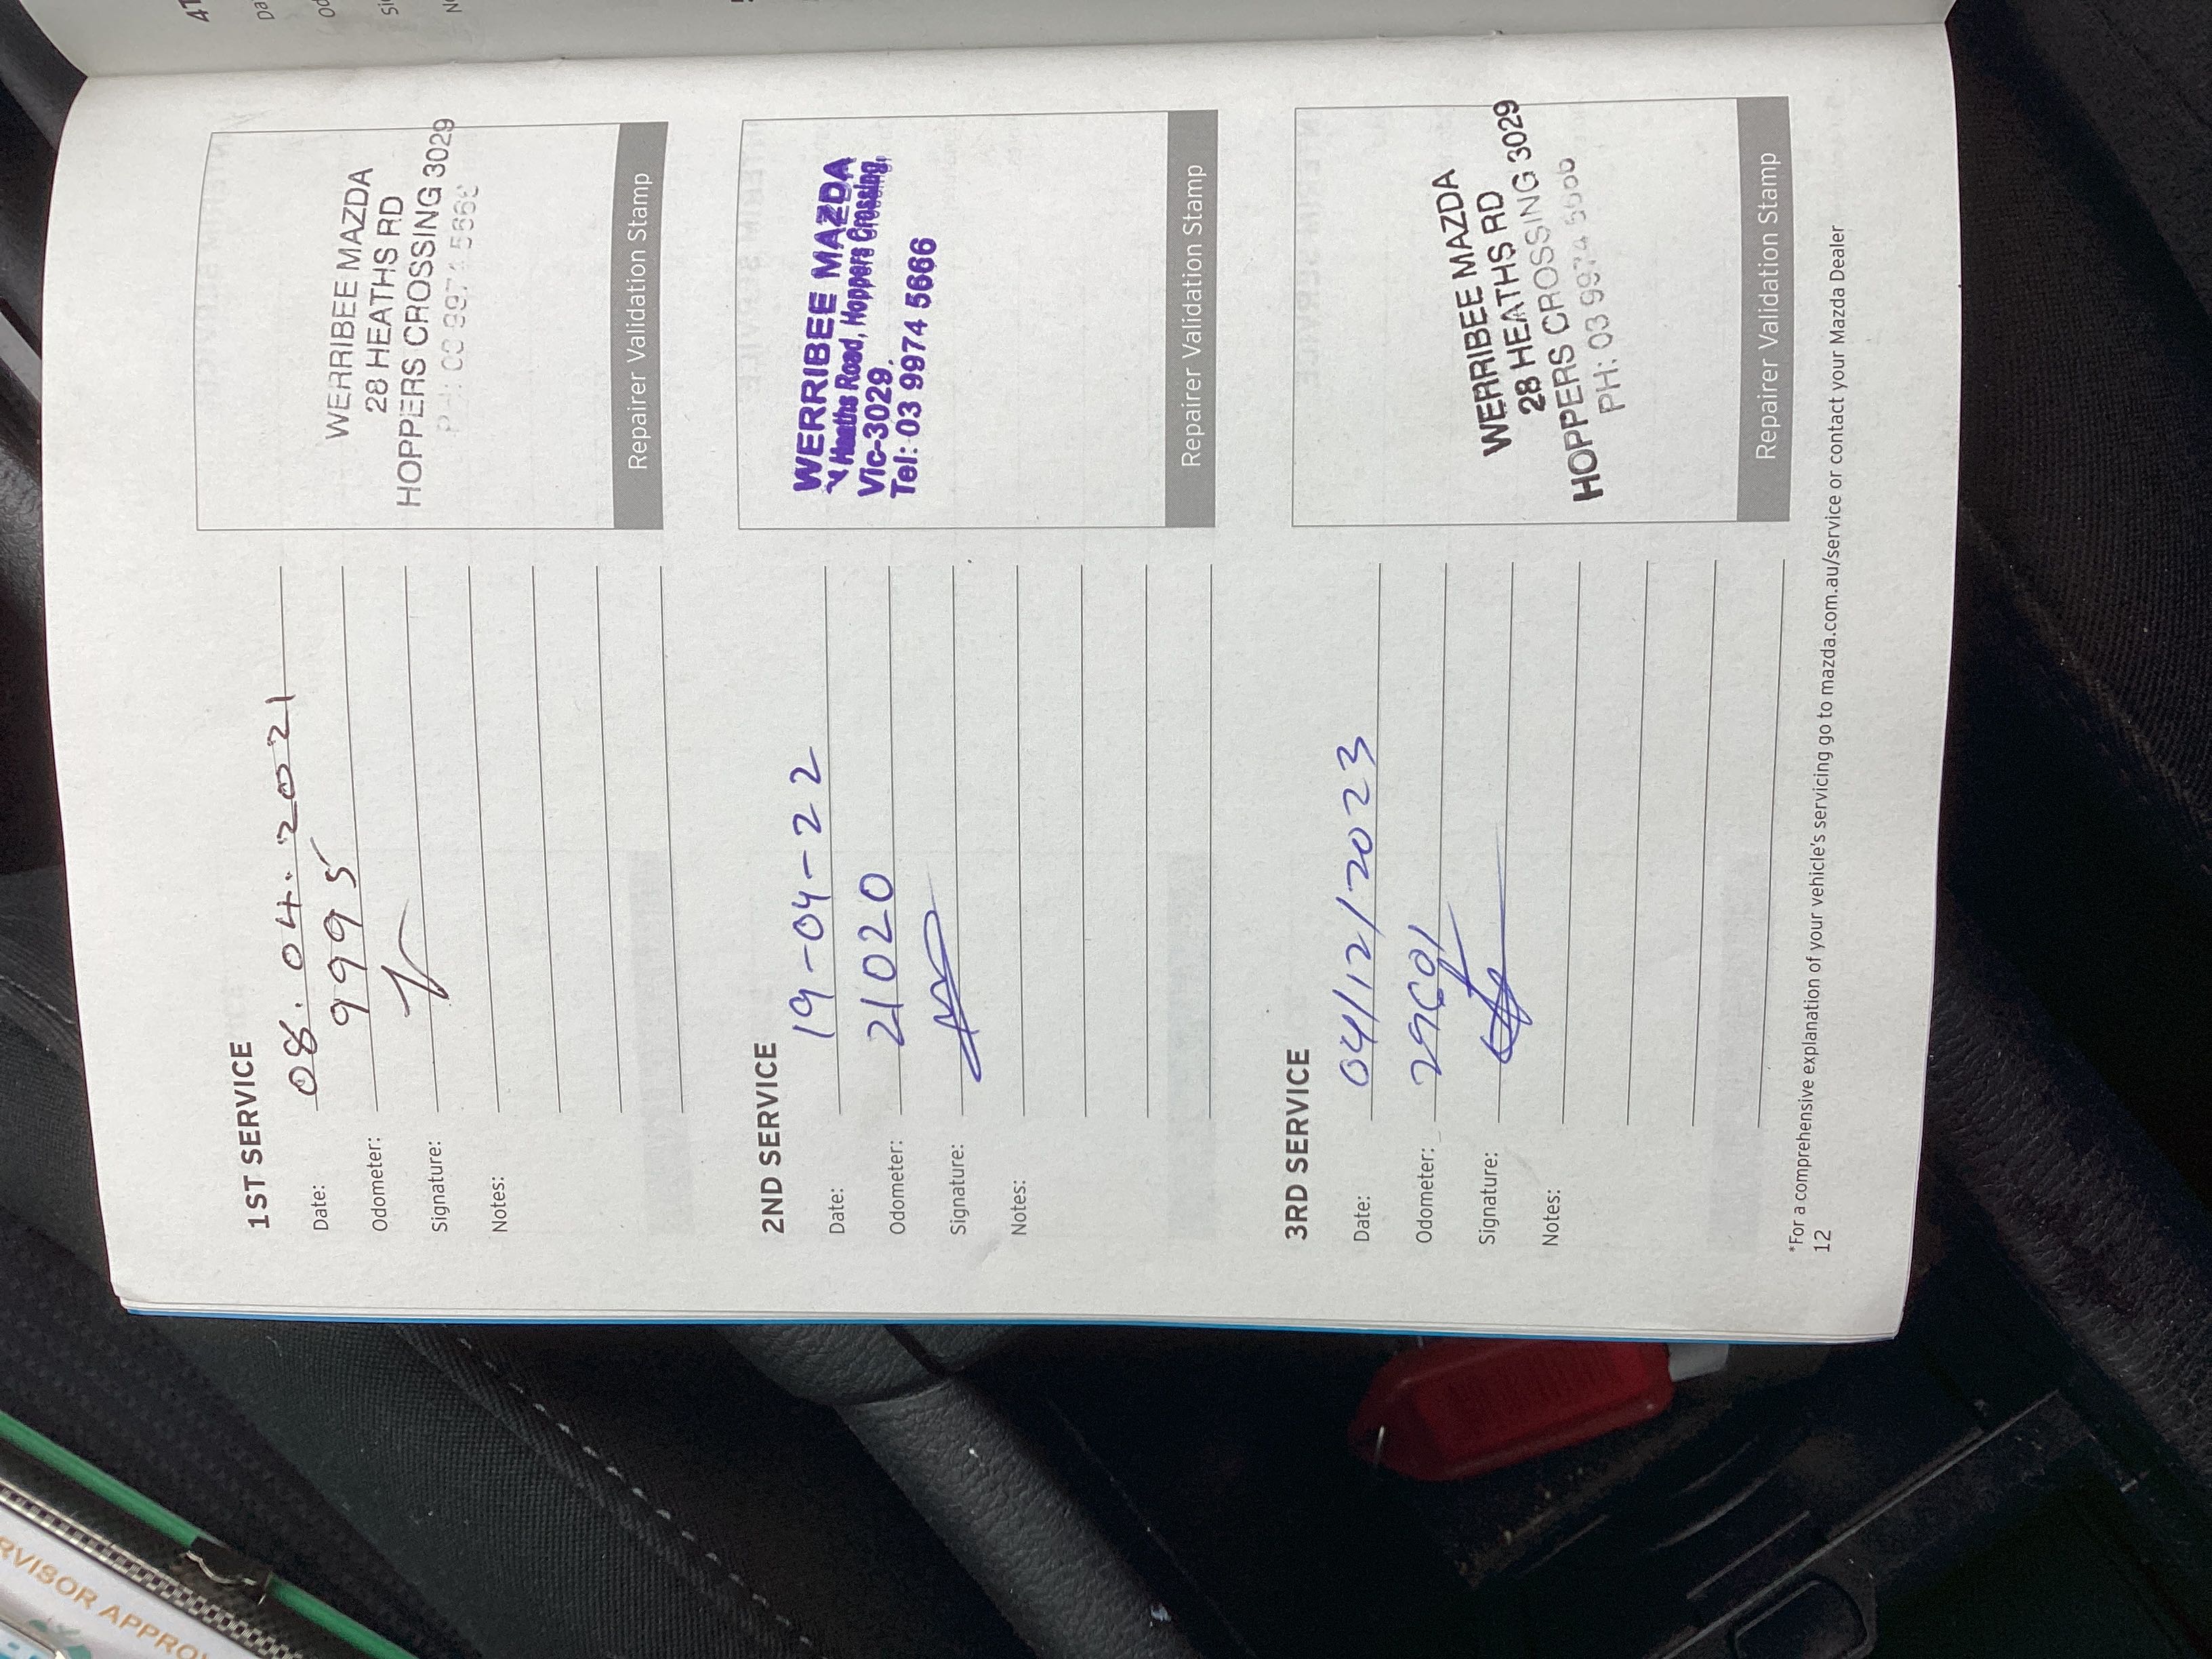 1ST SERVICE
Date: 08.04.2021
Odometer: 9995
Signature:
Notes:
WERRIBEE MAZDA
28 HEATHS RD
HOPPERS CROSSING 3029
Repairer Validation Stamp
2ND SERVICE
Date: 19-04-22
Odometer: 21020
Signature:
Notes:
WERRIBEE MAZDA
Heaths Road, Hoppers Crossing,
Vic-3029.
Tel: 03 9974 5666
Repairer Validation Stamp
3RD SERVICE
Date: 04/12/2023
Odometer:
Signature:
Notes:
WERRIBEE MAZDA
28 HEATHS RD
HOPPERS CROSSING 3029
PH: 03 9974
Repairer Validation Stamp
*For a comprehensive explanation of your vehicle's servicing go to mazda.com.au/service or contact your Mazda Dealer
12